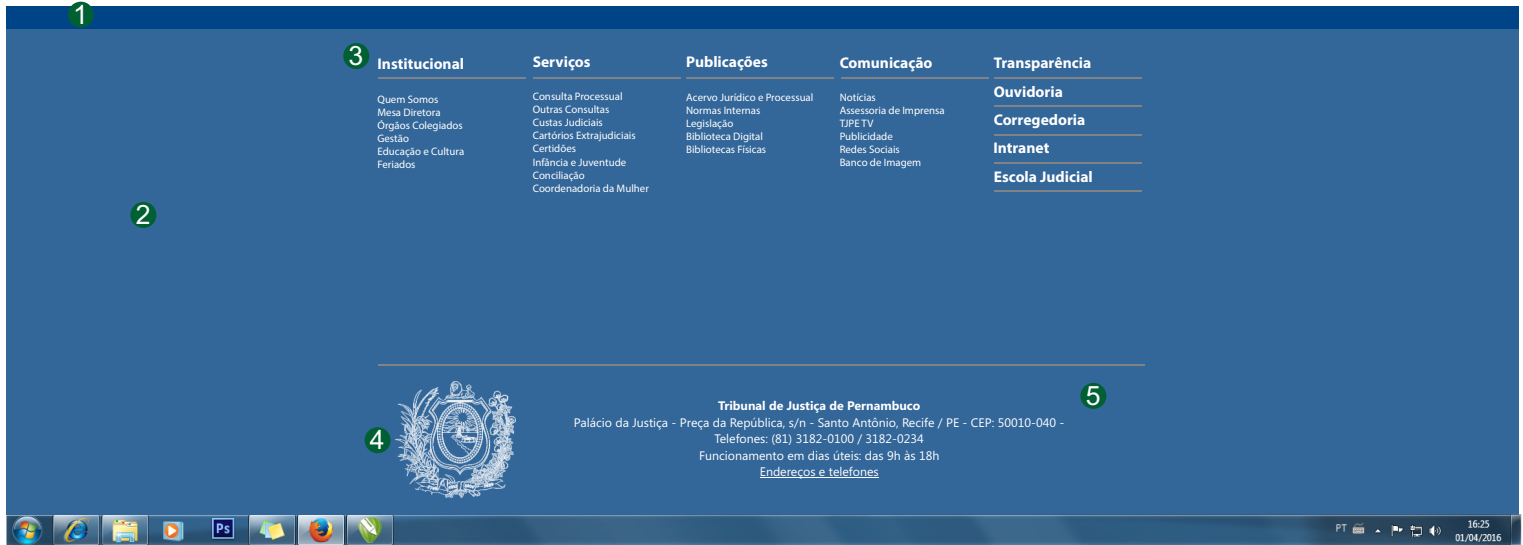 1
3
Institucional
Quem Somos
Mesa Diretora
Órgãos Colegiados
Gestão
Educação e Cultura
Feriados
Serviços
Consulta Processual
Outras Consultas
Custas Judiciais
Cartórios Extrajudiciais
Certidões
Infância e Juventude
Conciliação
Coordenadoria da Mulher
Publicações
Acervo Jurídico e Processual
Normas Internas
Legislação
Biblioteca Digital
Bibliotecas Físicas
Comunicação
Notícias
Assessoria de Imprensa
TJPE TV
Publicidade
Redes Sociais
Banco de Imagem
Transparência
Ouvidoria
Corregedoria
Intranet
Escola Judicial
2
4
5
Tribunal de Justiça de Pernambuco
Palácio da Justiça - Preça da República, s/n - Santo Antônio, Recife / PE - CEP: 50010-040 -
Telefones: (81) 3182-0100 / 3182-0234
Funcionamento em dias úteis: das 9h às 18h
Endereços e telefones
Ps
PT
16:25
01/04/2016